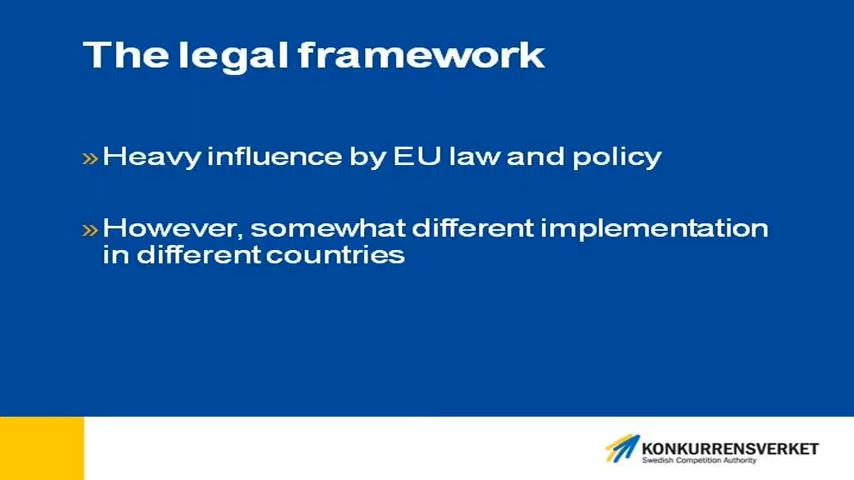 The legal framework
» Heavy influence by EU law and policy
» However, somewhat different implementation
in different countries
KONKURRENSVERKET
Swedish Competition Authority